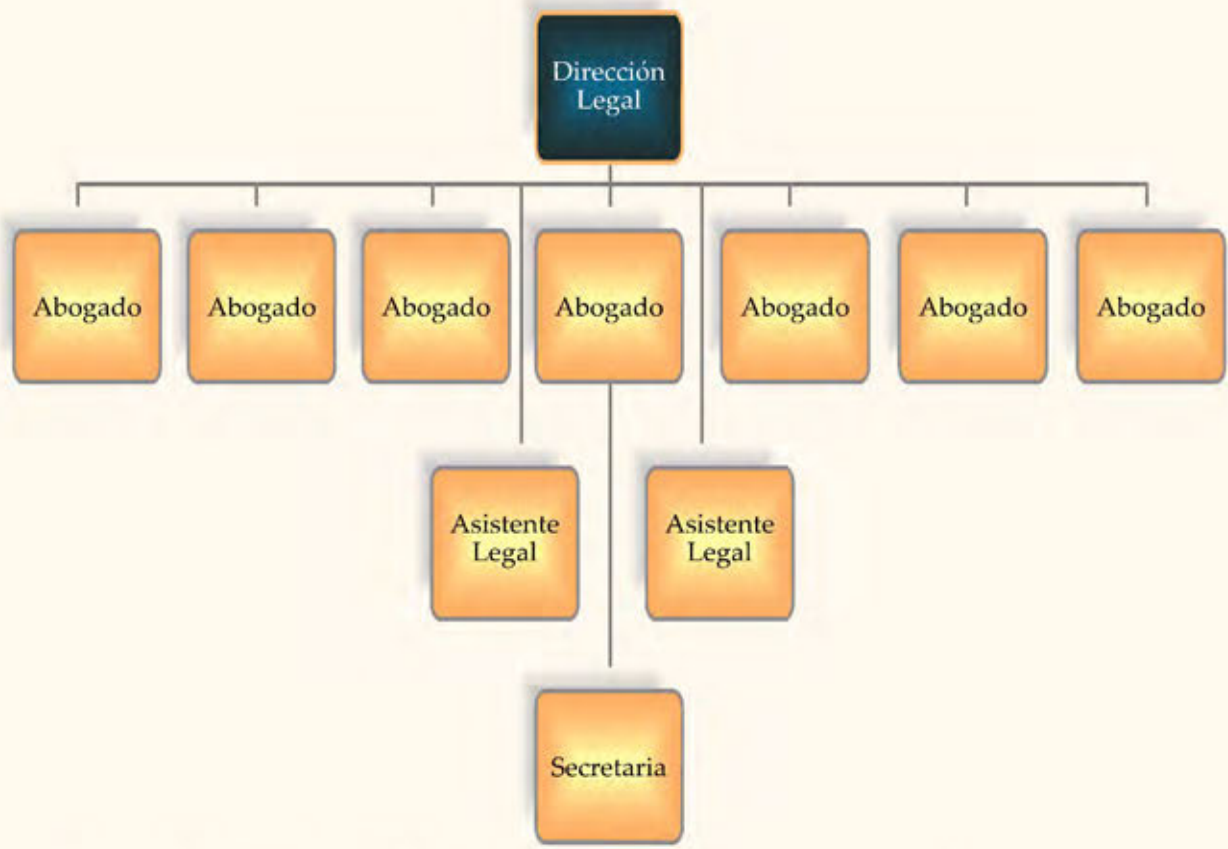 Dirección
Legal
Abogado
Abogado
Abogado
Abogado
Abogado
Abogado
Abogado
Asistente
Legal
Asistente
Legal
Secretaria